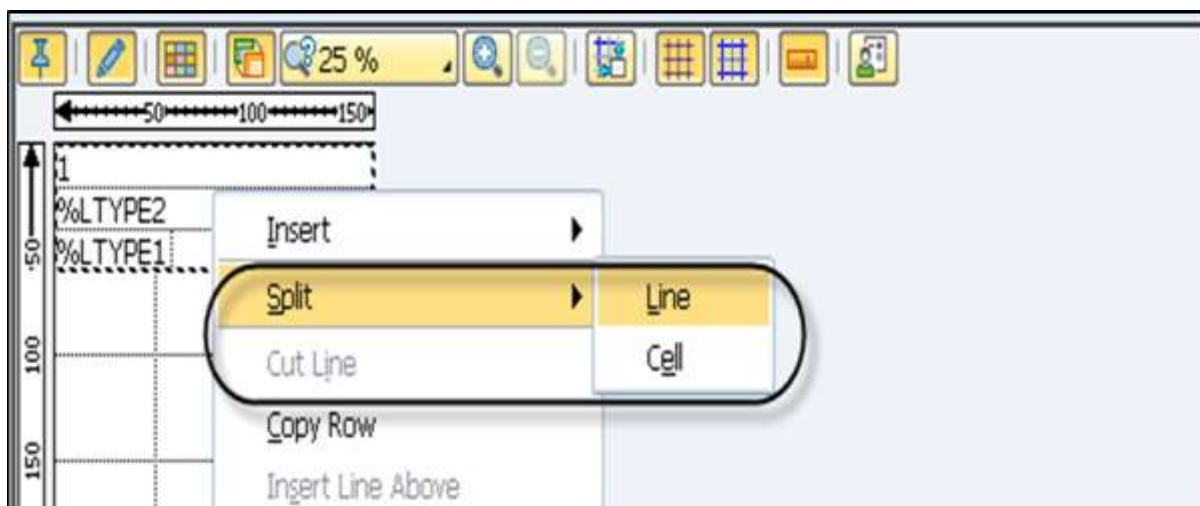 25 %
50 100 150
1
%LTYPE2
%LTYPE1
50
100
150
Insert
Split
Line
Cut Line
Cell
Copy Row
Insert Line Above